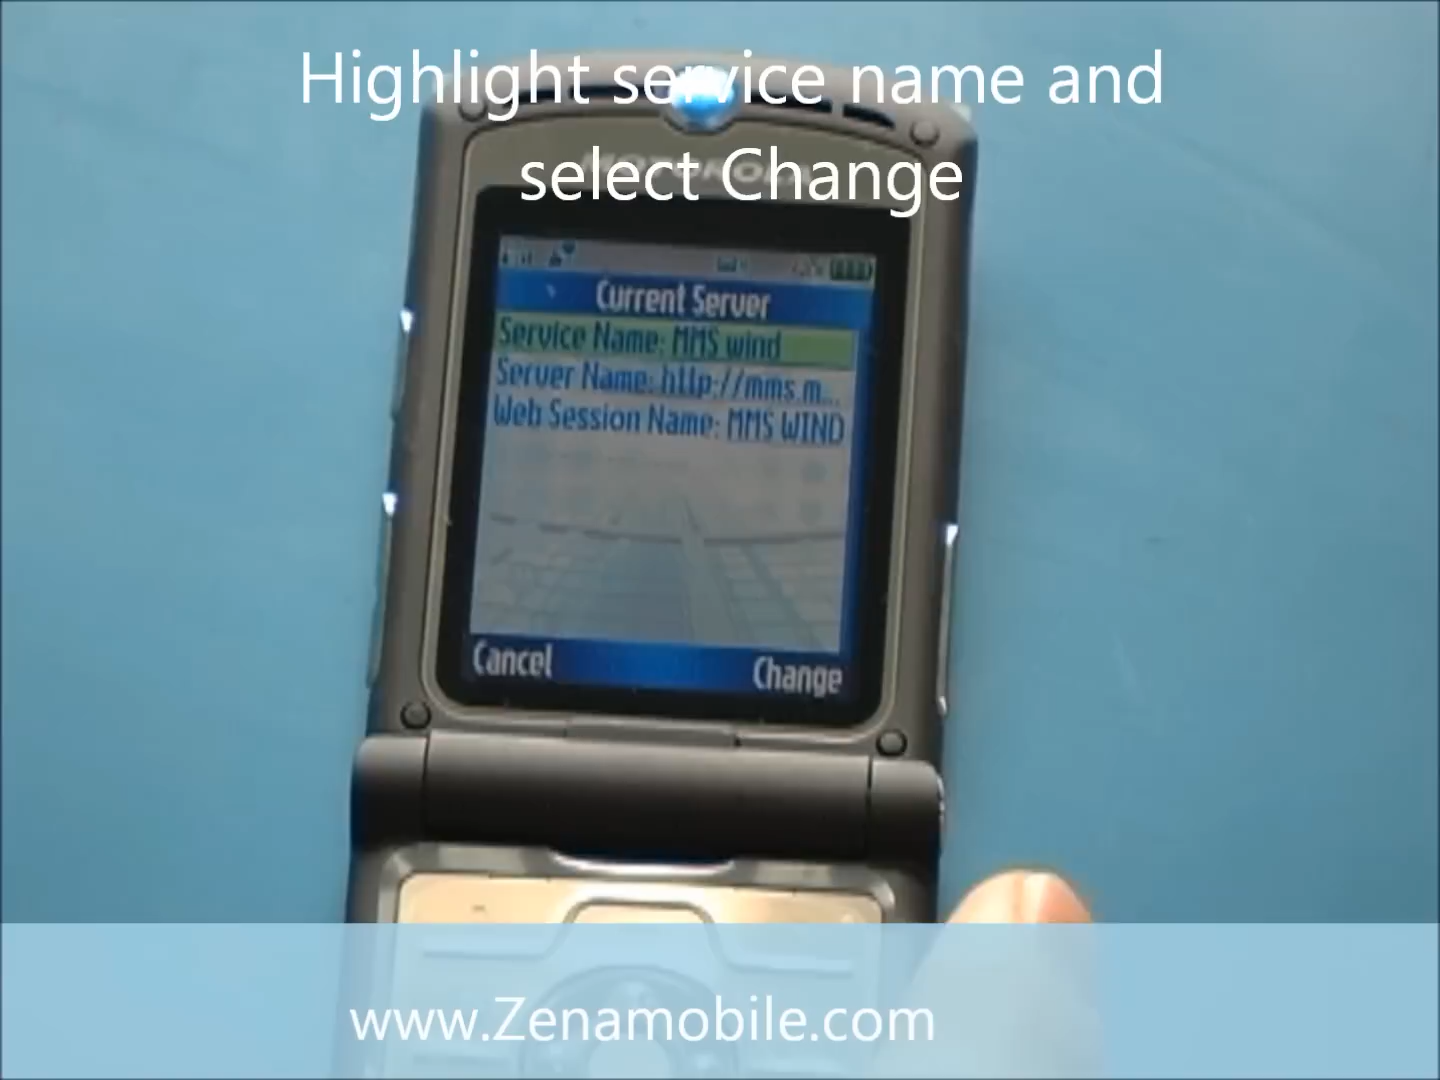 Highlight service name and
select Change
MOTOROLA
Current Server
Service Name: MMS wind
Server Name: http://mms.m...
Web Session Name: MMS WIND
Cancel
Change
www.Zenamobile.com